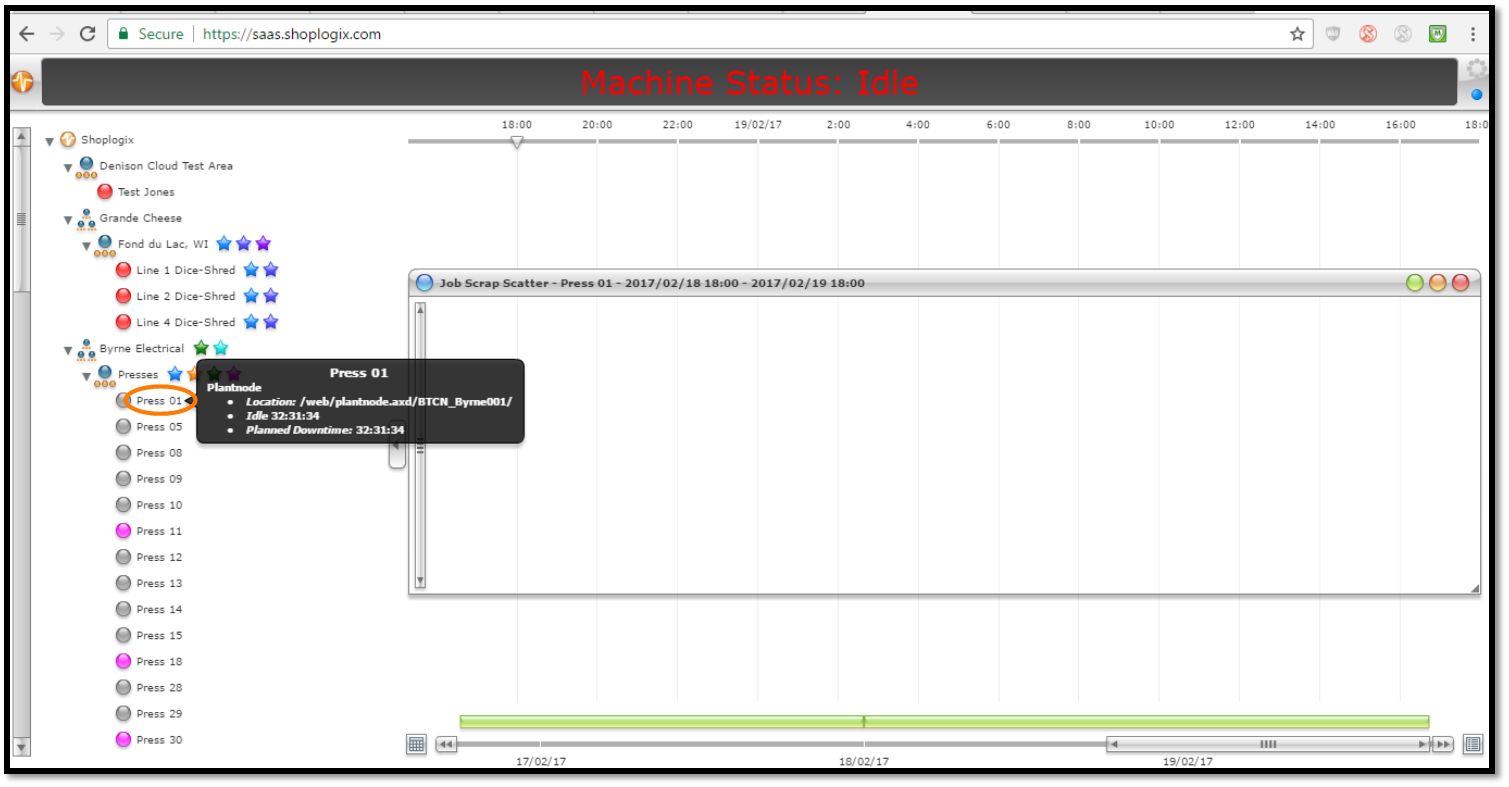 Secure
https://saas.shoplogix.com
Machine Status: Idle
18:00 20:00 22:00 19/02/17 2:00 4:00 6:00 8:00 10:00 12:00 14:00 16:00 18:0
Shoplogix
Denison Cloud Test Area
Test Jones
Grande Cheese
Fond du Lac, WI
Line 1 Dice-Shred
Line 2 Dice-Shred
Line 4 Dice-Shred
Byrne Electrical
Presses
Press 01
Press 05
Press 08
Press 09
Press 10
Press 11
Press 12
Press 13
Press 14
Press 15
Press 18
Press 28
Press 29
Press 30
Job Scrap Scatter - Press 01 - 2017/02/18 18:00 - 2017/02/19 18:00
Press 01
Plantnode
Location: /web/plantnode.axd/BTCN_Byrne001/
Idle 32:31:34
Planned Downtime: 32:31:34
17/02/17 18/02/17 19/02/17